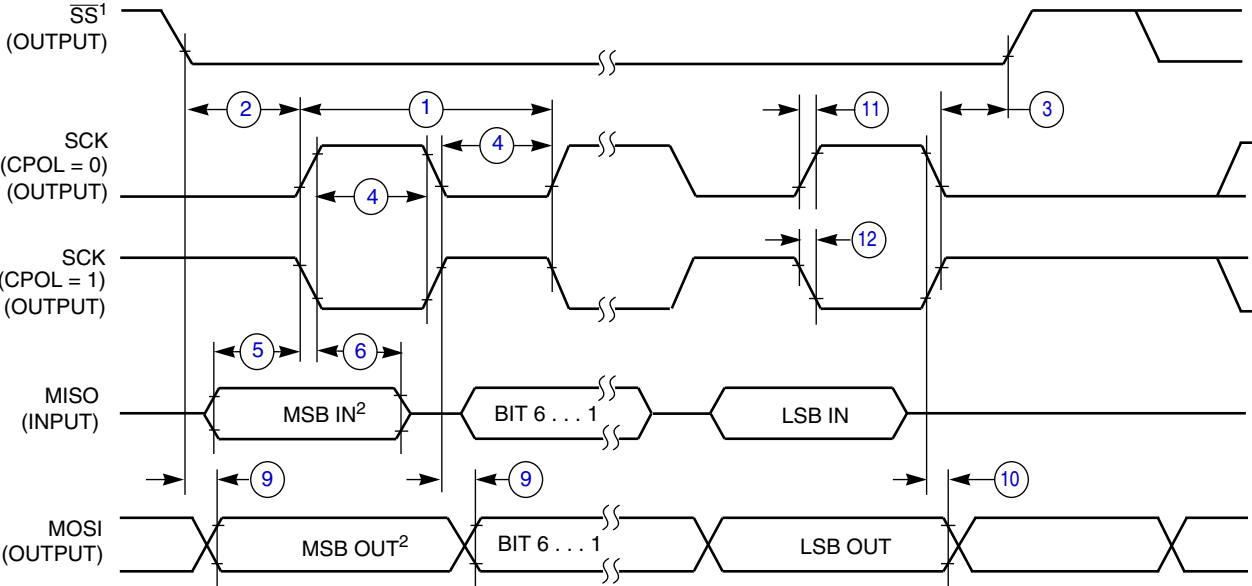 SS¹
(OUTPUT)
2
1
11
3
SCK
(CPOL = 0)
(OUTPUT)
4
4
12
SCK
(CPOL = 1)
(OUTPUT)
5
6
MISO
(INPUT)
MSB IN²
BIT 6 . . . 1
LSB IN
9
9
10
MOSI
(OUTPUT)
MSB OUT²
BIT 6 . . . 1
LSB OUT